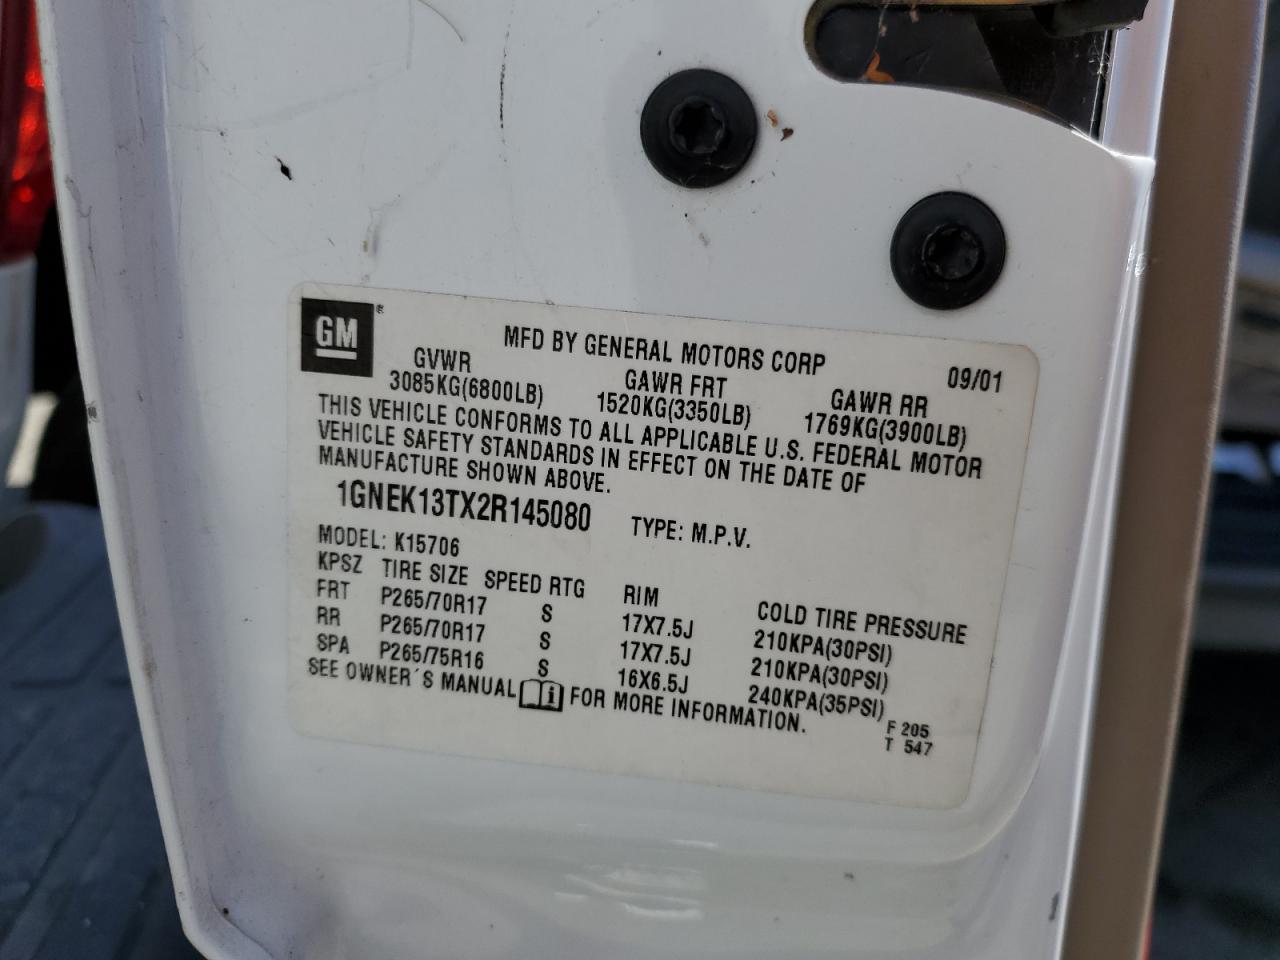 GM ®
MFD BY GENERAL MOTORS CORP 09/01
GVWR GAWR FRT GAWR RR
3085KG(6800LB) 1520KG(3350LB) 1769KG(3900LB)
THIS VEHICLE CONFORMS TO ALL APPLICABLE U.S. FEDERAL MOTOR
VEHICLE SAFETY STANDARDS IN EFFECT ON THE DATE OF
MANUFACTURE SHOWN ABOVE.
1GNEK13TX2R145080 TYPE: M.P.V.
MODEL: K15706
KPSZ TIRE SIZE SPEED RTG RIM COLD TIRE PRESSURE
FRT P265/70R17 S 17X7.5J 210KPA(30PSI)
RR P265/70R17 S 17X7.5J 210KPA(30PSI)
SPA P265/75R16 S 16X6.5J 240KPA(35PSI)
SEE OWNER´S MANUAL i FOR MORE INFORMATION.
F 205
T 547